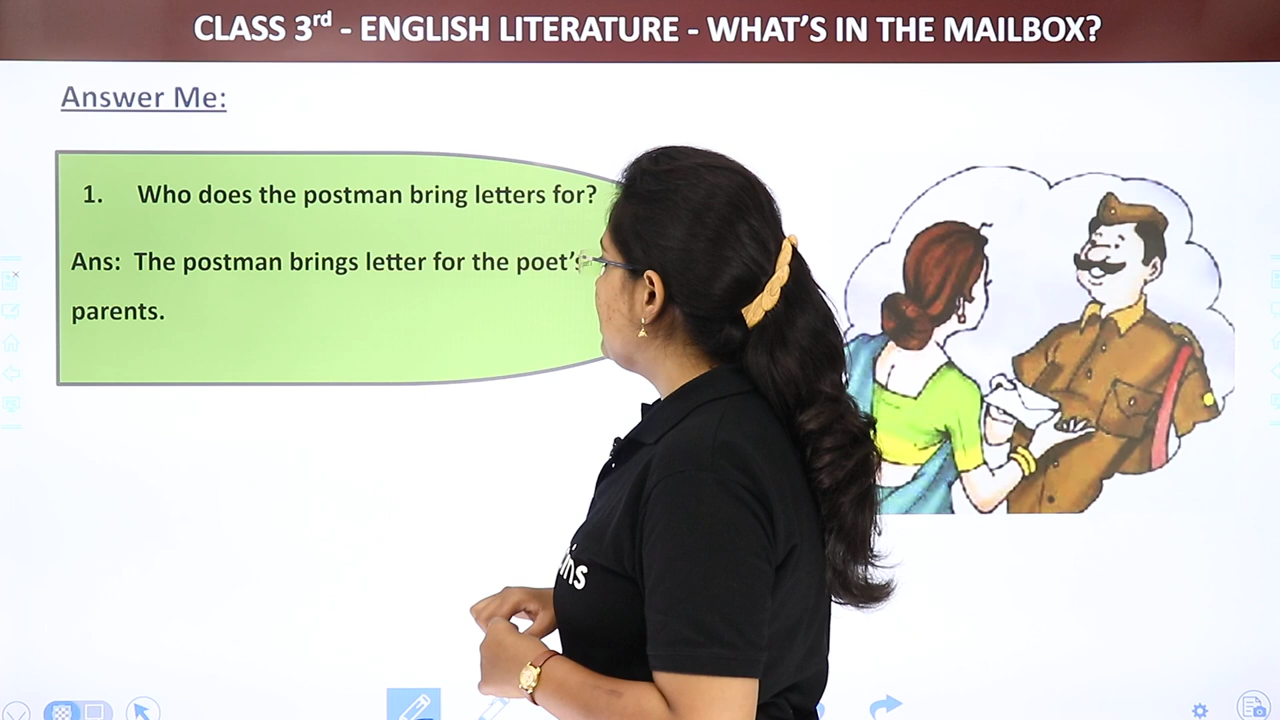 CLASS 3rd - ENGLISH LITERATURE - WHAT'S IN THE MAILBOX?
Answer Me:
1. Who does the postman bring letters for?
Ans: The postman brings letter for the poet's
parents.
ins